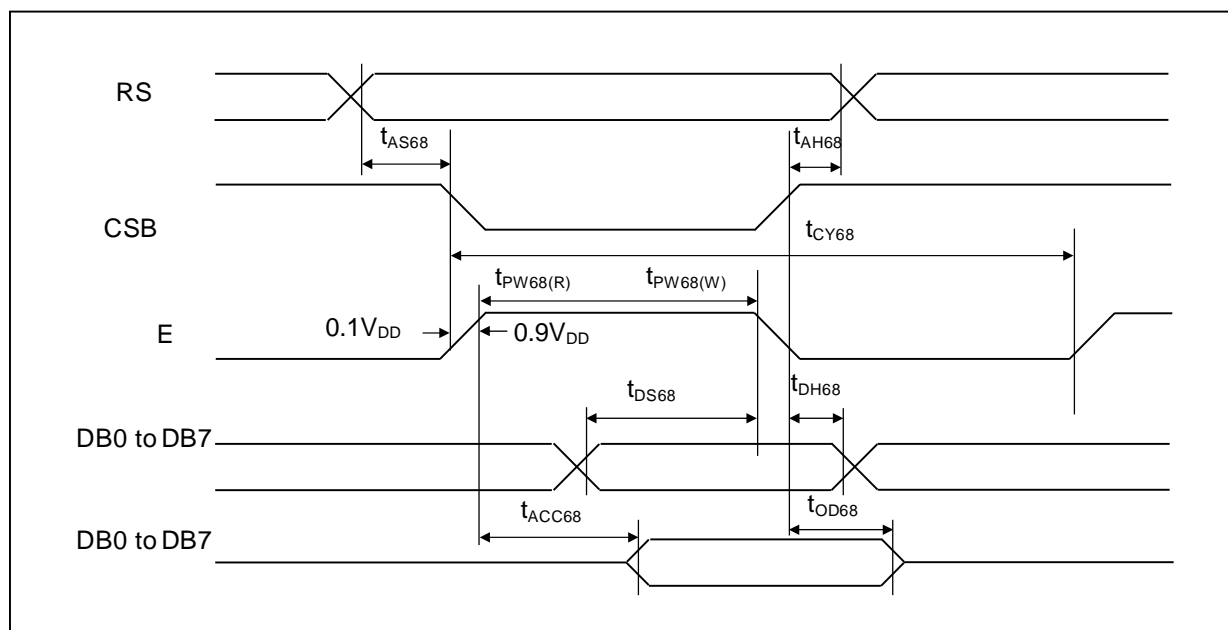 RS
tAS68
tAH68
CSB
tCY68
tPW68(R) tPW68(W)
E
0.1VDD
0.9VDD
tDS68
tDH68
DB0 to DB7
tACC68
tOD68
DB0 to DB7